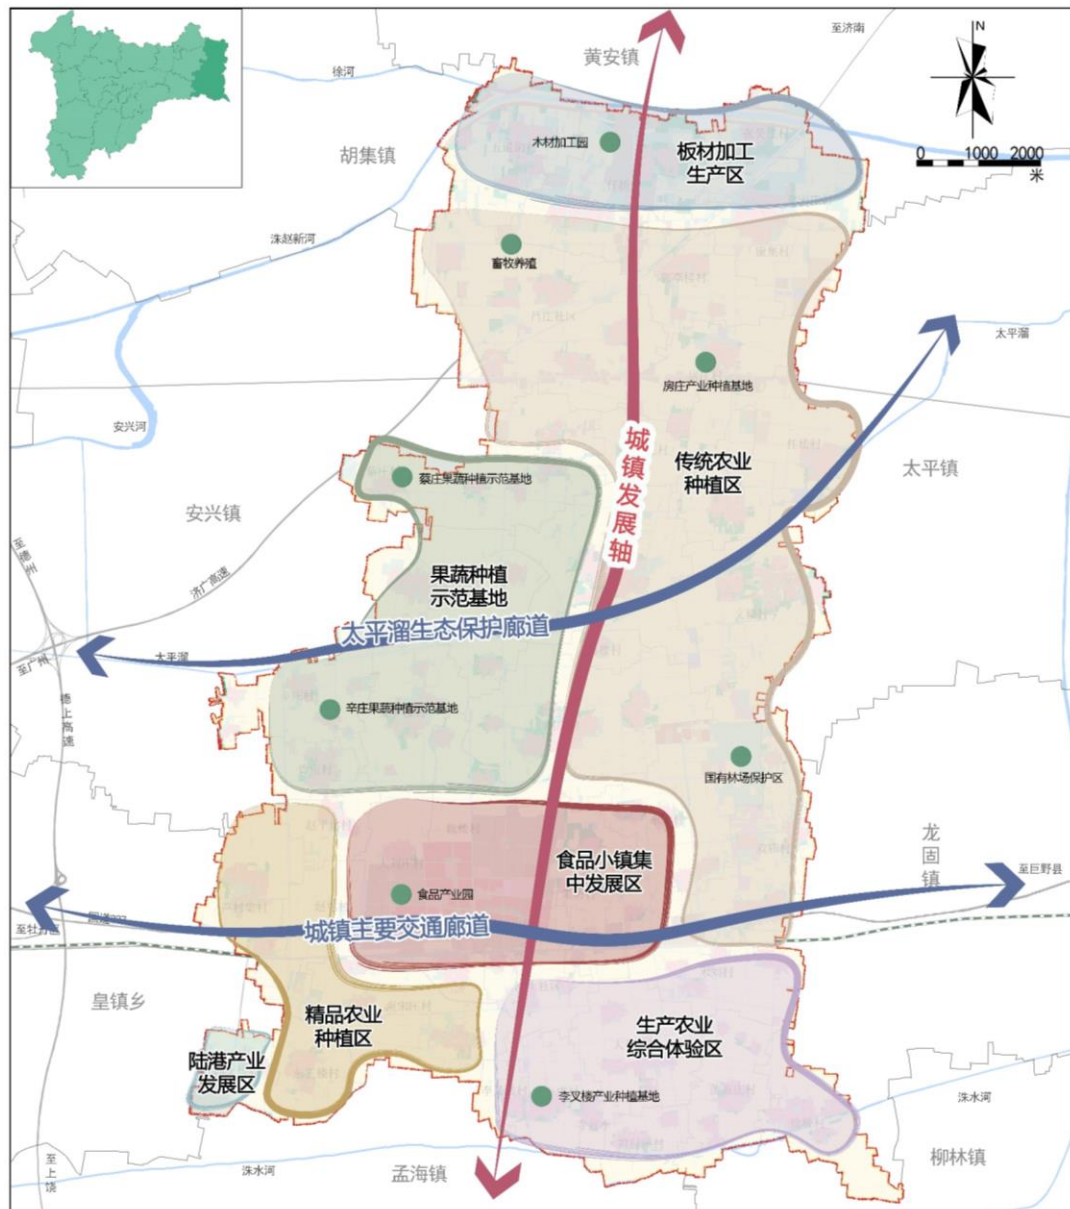 黄安镇
至济南
N
徐河
0 1000 2000
米
胡集镇
木材加工园
板材加工
生产区
洙赵新河
畜牧养殖
太平溜
房庄产业种植基地
安兴河
城镇发展轴
传统农业
种植区
太平镇
蔡庄果蔬种植示范基地
安兴镇
至德州
济广高速
果蔬种植
示范基地
太平溜生态保护廊道
至广州
太平溜
德上高速
辛庄果蔬种植示范基地
国有林场保护区
龙固镇
食品小镇集
中发展区
至巨野县
食品产业园
城镇主要交通廊道
皇镇乡
精品农业
种植区
生产农业
综合体验区
陆港产业
发展区
李叉楼产业种植基地
洙水河
至上饶
洙水河
孟海镇
柳林镇